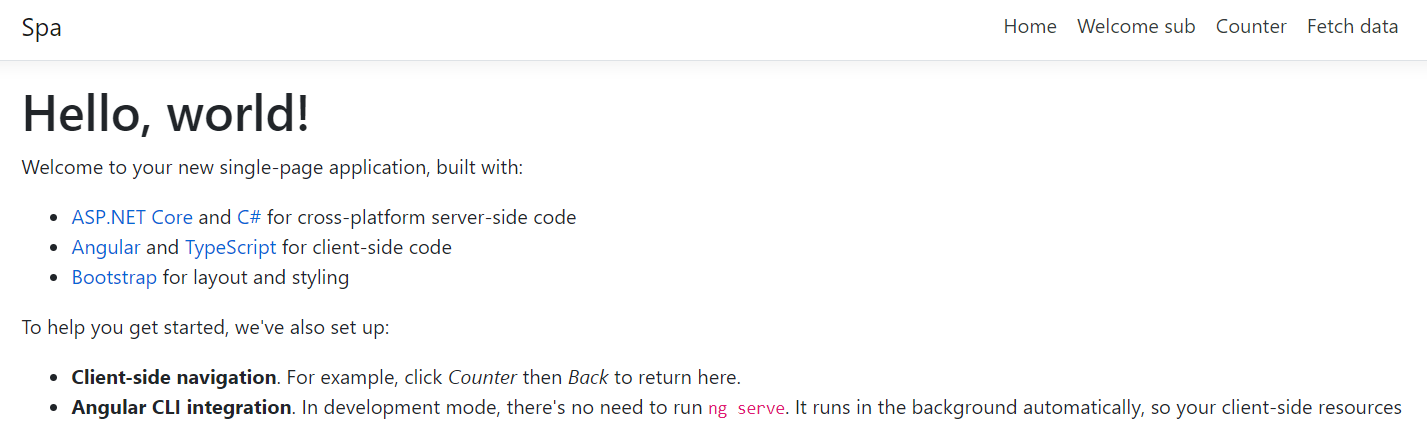 Spa
Home Welcome sub Counter Fetch data
Hello, world!
Welcome to your new single-page application, built with:
ASP.NET Core and C# for cross-platform server-side code
Angular and TypeScript for client-side code
Bootstrap for layout and styling
To help you get started, we've also set up:
Client-side navigation. For example, click Counter then Back to return here.
Angular CLI integration. In development mode, there's no need to run ng serve. It runs in the background automatically, so your client-side resources